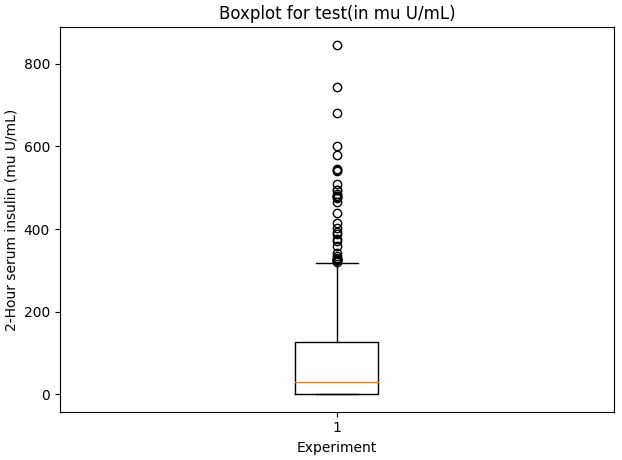 Boxplot for test(in mu U/mL)
2-Hour serum insulin (mu U/mL)
800
600
400
200
0
1
Experiment